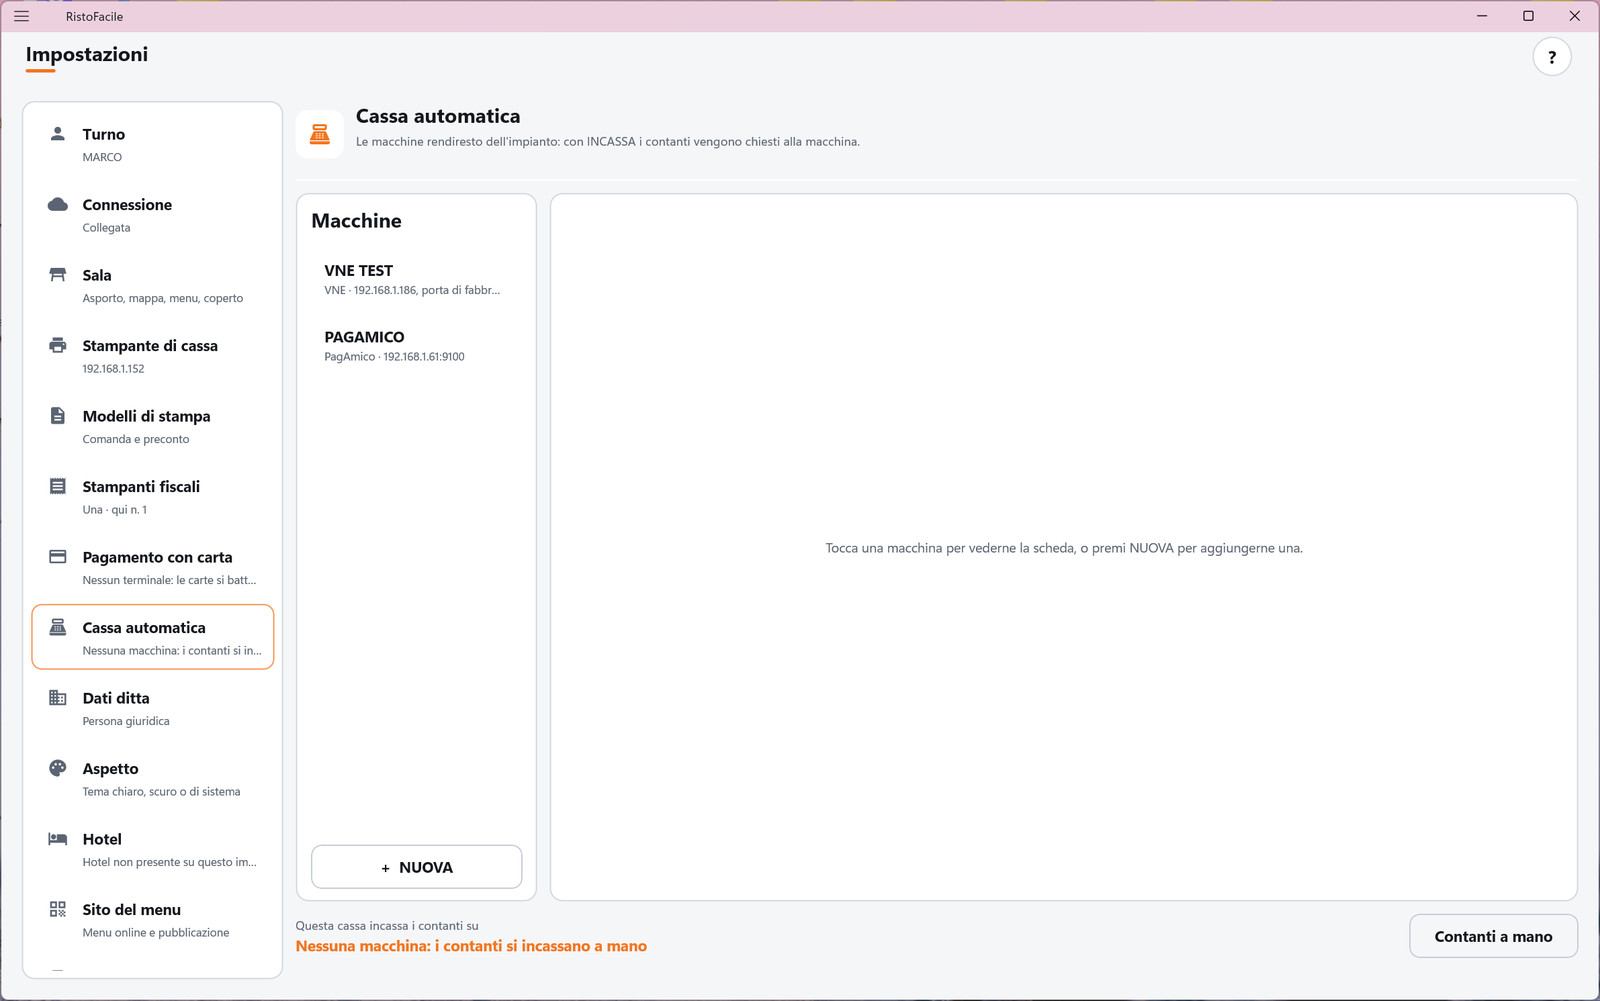 RistoFacile
Impostazioni
?
Turno
MARCO
Connessione
Collegata
Sala
Asporto, mappa, menu, coperto
Stampante di cassa
192.168.1.152
Modelli di stampa
Comanda e preconto
Stampanti fiscali
Una · qui n. 1
Pagamento con carta
Nessun terminale: le carte si batt...
Cassa automatica
Nessuna macchina: i contanti si in...
Dati ditta
Persona giuridica
Aspetto
Tema chiaro, scuro o di sistema
Hotel
Hotel non presente su questo im...
Sito del menu
Menu online e pubblicazione
Cassa automatica
Le macchine rendiresto dell'impianto: con INCASSA i contanti vengono chiesti alla macchina.
Macchine
VNE TEST
VNE · 192.168.1.186, porta di fabbr...
PAGAMICO
PagAmico · 192.168.1.61:9100
+ NUOVA
Tocca una macchina per vederne la scheda, o premi NUOVA per aggiungerne una.
Questa cassa incassa i contanti su
Nessuna macchina: i contanti si incassano a mano
Contanti a mano